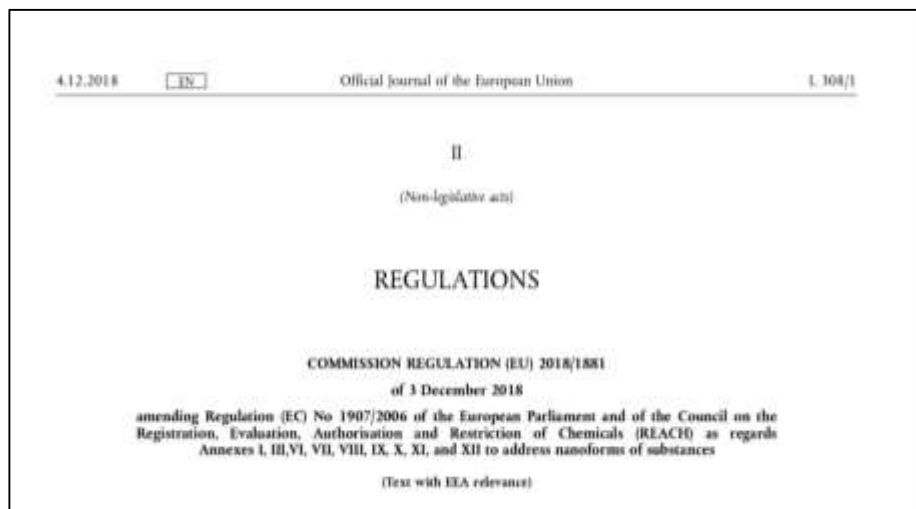 4.12.2018 EN Official Journal of the European Union L 308/1
II
(Non-legislative acts)
REGULATIONS
COMMISSION REGULATION (EU) 2018/1881
of 3 December 2018
amending Regulation (EC) No 1907/2006 of the European Parliament and of the Council on the
Registration, Evaluation, Authorisation and Restriction of Chemicals (REACH) as regards
Annexes I, III,VI, VII, VIII, IX, X, XI, and XII to address nanoforms of substances
(Text with EEA relevance)